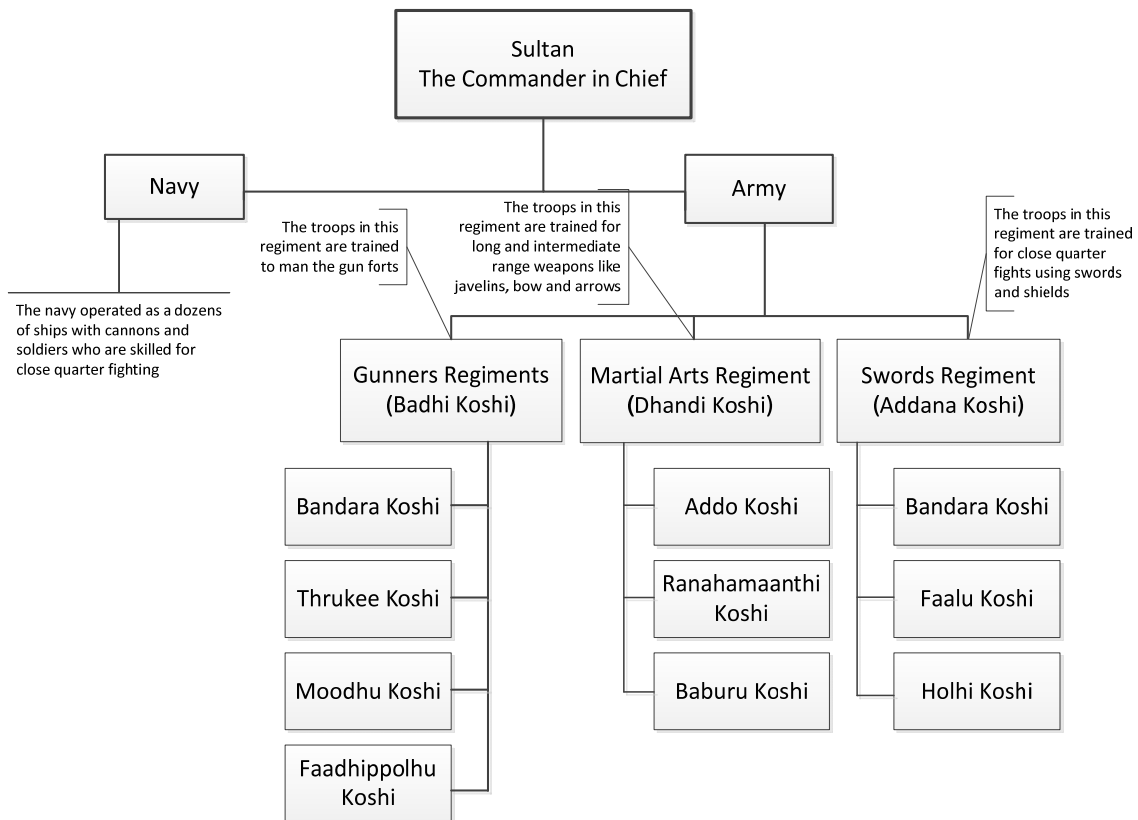 Sultan
The Commander in Chief
Navy
Army
The troops in this
regiment are trained
to man the gun forts
The troops in this
regiment are trained for
long and intermediate
range weapons like
javelins, bow and arrows
The troops in this
regiment are trained
for close quarter
fights using swords
and shields
The navy operated as a dozens
of ships with cannons and
soldiers who are skilled for
close quarter fighting
Gunners Regiments
(Badhi Koshi)
Martial Arts Regiment
(Dhandi Koshi)
Swords Regiment
(Addana Koshi)
Bandara Koshi
Thrukee Koshi
Moodhu Koshi
Faadhippolhu
Koshi
Addo Koshi
Ranahamaanthi
Koshi
Baburu Koshi
Bandara Koshi
Faalu Koshi
Holhi Koshi